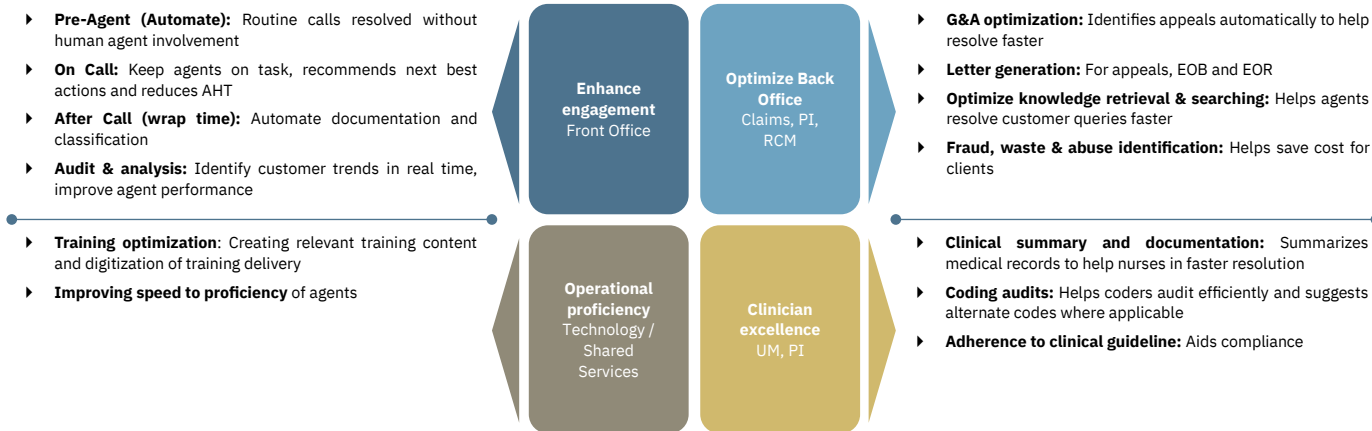 Pre-Agent (Automate): Routine calls resolved without
human agent involvement
On Call: Keep agents on task, recommends next best
actions and reduces AHT
After Call (wrap time): Automate documentation and
classification
Audit & analysis: Identify customer trends in real time,
improve agent performance
Enhance
engagement
Front Office
Optimize Back
Office
Claims, PI,
RCM
G&A optimization: Identifies appeals automatically to help
resolve faster
Letter generation: For appeals, EOB and EOR
Optimize knowledge retrieval & searching: Helps agents
resolve customer queries faster
Fraud, waste & abuse identification: Helps save cost for
clients
Training optimization: Creating relevant training content
and digitization of training delivery
Improving speed to proficiency of agents
Operational
proficiency
Technology /
Shared
Services
Clinician
excellence
UM, PI
Clinical summary and documentation: Summarizes
medical records to help nurses in faster resolution
Coding audits: Helps coders audit efficiently and suggests
alternate codes where applicable
Adherence to clinical guideline: Aids compliance